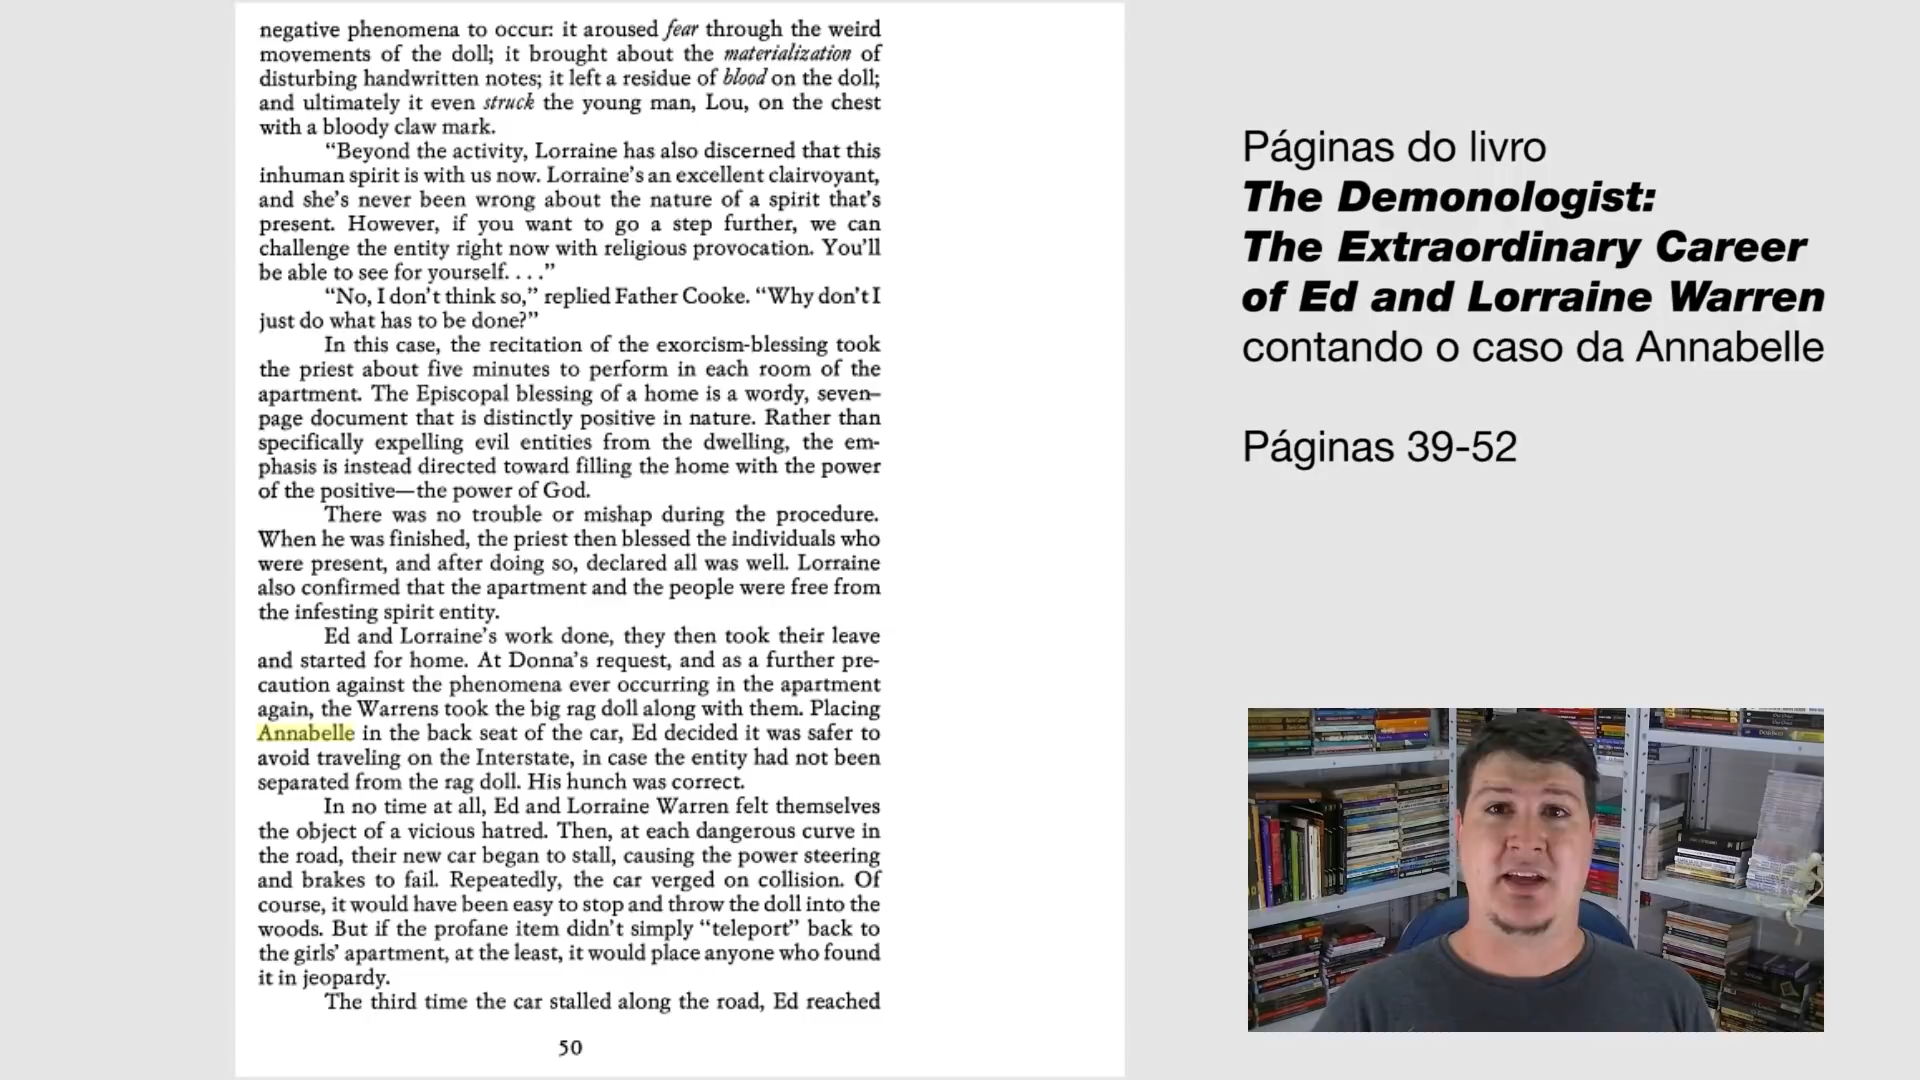 negative phenomena to occur: it aroused fear through the weird
movements of the doll; it brought about the materialization of
disturbing handwritten notes; it left a residue of blood on the doll;
and ultimately it even struck the young man, Lou, on the chest
with a bloody claw mark.
“Beyond the activity, Lorraine has also discerned that this
inhuman spirit is with us now. Lorraine’s an excellent clairvoyant,
and she’s never been wrong about the nature of a spirit that’s
present. However, if you want to go a step further, we can
challenge the entity right now with religious provocation. You’ll
be able to see for yourself. . . .”
“No, I don’t think so,” replied Father Cooke. “Why don’t I
just do what has to be done?”
In this case, the recitation of the exorcism-blessing took
the priest about five minutes to perform in each room of the
apartment. The Episcopal blessing of a home is a wordy, seven–
page document that is distinctly positive in nature. Rather than
specifically expelling evil entities from the dwelling, the em-
phasis is instead directed toward filling the home with the power
of the positive—the power of God.
There was no trouble or mishap during the procedure.
When he was finished, the priest then blessed the individuals who
were present, and after doing so, declared all was well. Lorraine
also confirmed that the apartment and the people were free from
the infesting spirit entity.
Ed and Lorraine’s work done, they then took their leave
and started for home. At Donna’s request, and as a further pre-
caution against the phenomena ever occurring in the apartment
again, the Warrens took the big rag doll along with them. Placing
Annabelle in the back seat of the car, Ed decided it was safer to
avoid traveling on the Interstate, in case the entity had not been
separated from the rag doll. His hunch was correct.
In no time at all, Ed and Lorraine Warren felt themselves
the object of a vicious hatred. Then, at each dangerous curve in
the road, their new car began to stall, causing the power steering
and brakes to fail. Repeatedly, the car verged on collision. Of
course, it would have been easy to stop and throw the doll into the
woods. But if the profane item didn’t simply “teleport” back to
the girls’ apartment, at the least, it would place anyone who found
it in jeopardy.
The third time the car stalled along the road, Ed reached
50
Páginas do livro
The Demonologist:
The Extraordinary Career
of Ed and Lorraine Warren
contando o caso da Annabelle
Páginas 39-52